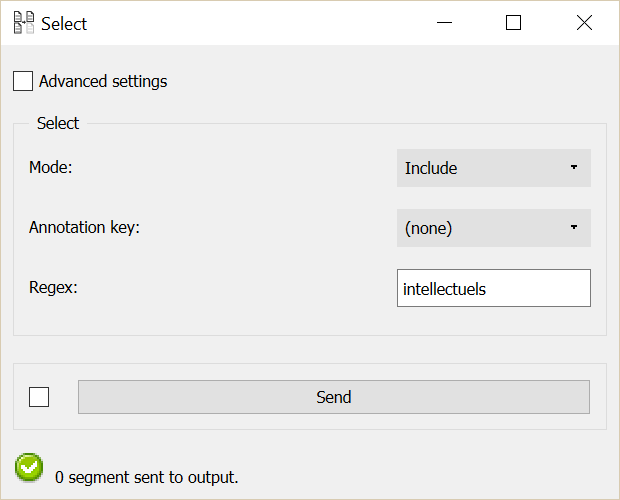 Select
Advanced settings
Select
Mode:
Include
Annotation key:
(none)
Regex:
intellectuels
Send
0 segment sent to output.